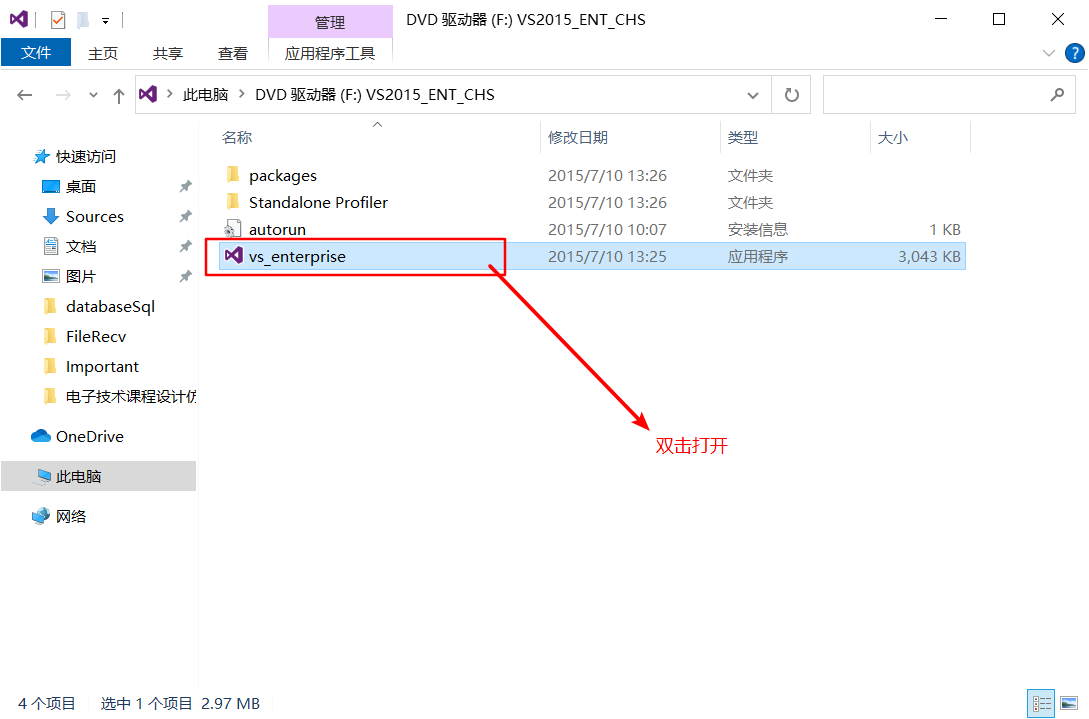 管理
DVD 驱动器 (F:) VS2015_ENT_CHS
文件
主页
共享
查看
应用程序工具
此电脑
DVD 驱动器 (F:) VS2015_ENT_CHS
名称
修改日期
类型
大小
快速访问
桌面
Sources
文档
图片
databaseSql
FileRecv
Important
电子技术课程设计仿
OneDrive
此电脑
网络
packages 2015/7/10 13:26 文件夹
Standalone Profiler 2015/7/10 13:26 文件夹
autorun 2015/7/10 10:07 安装信息 1 KB
vs_enterprise 2015/7/10 13:25 应用程序 3,043 KB
双击打开
4 个项目
选中 1 个项目 2.97 MB